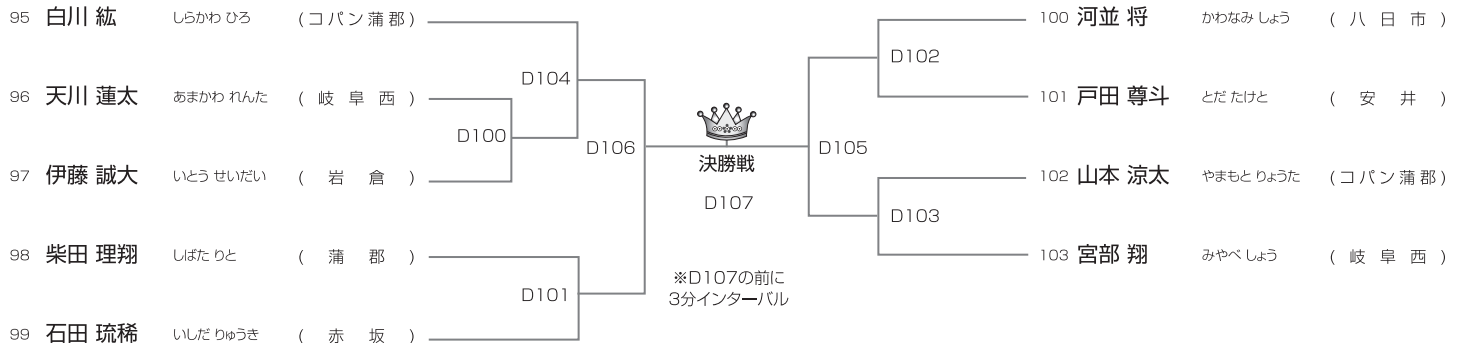 95 白川 紘 しらかわ ひろ (コパン蒲郡)
96 天川 蓮太 あまかわ れんた ( 岐 阜 西 )
97 伊藤 誠大 いとう せいだい ( 岩 倉 )
98 柴田 理翔 しばた りと ( 蒲 郡 )
99 石田 琉稀 いしだ りゅうき ( 赤 坂 )
D104
D100
D106
D101
決勝戦
D107
※D107の前に
3分インターバル
D102
D105
D103
100 河並 将 かわなみ しょう ( 八 日 市 )
101 戸田 尊斗 とだ たけと ( 安 井 )
102 山本 涼太 やまもと りょうた (コパン蒲郡)
103 宮部 翔 みやべ しょう ( 岐 阜 西 )